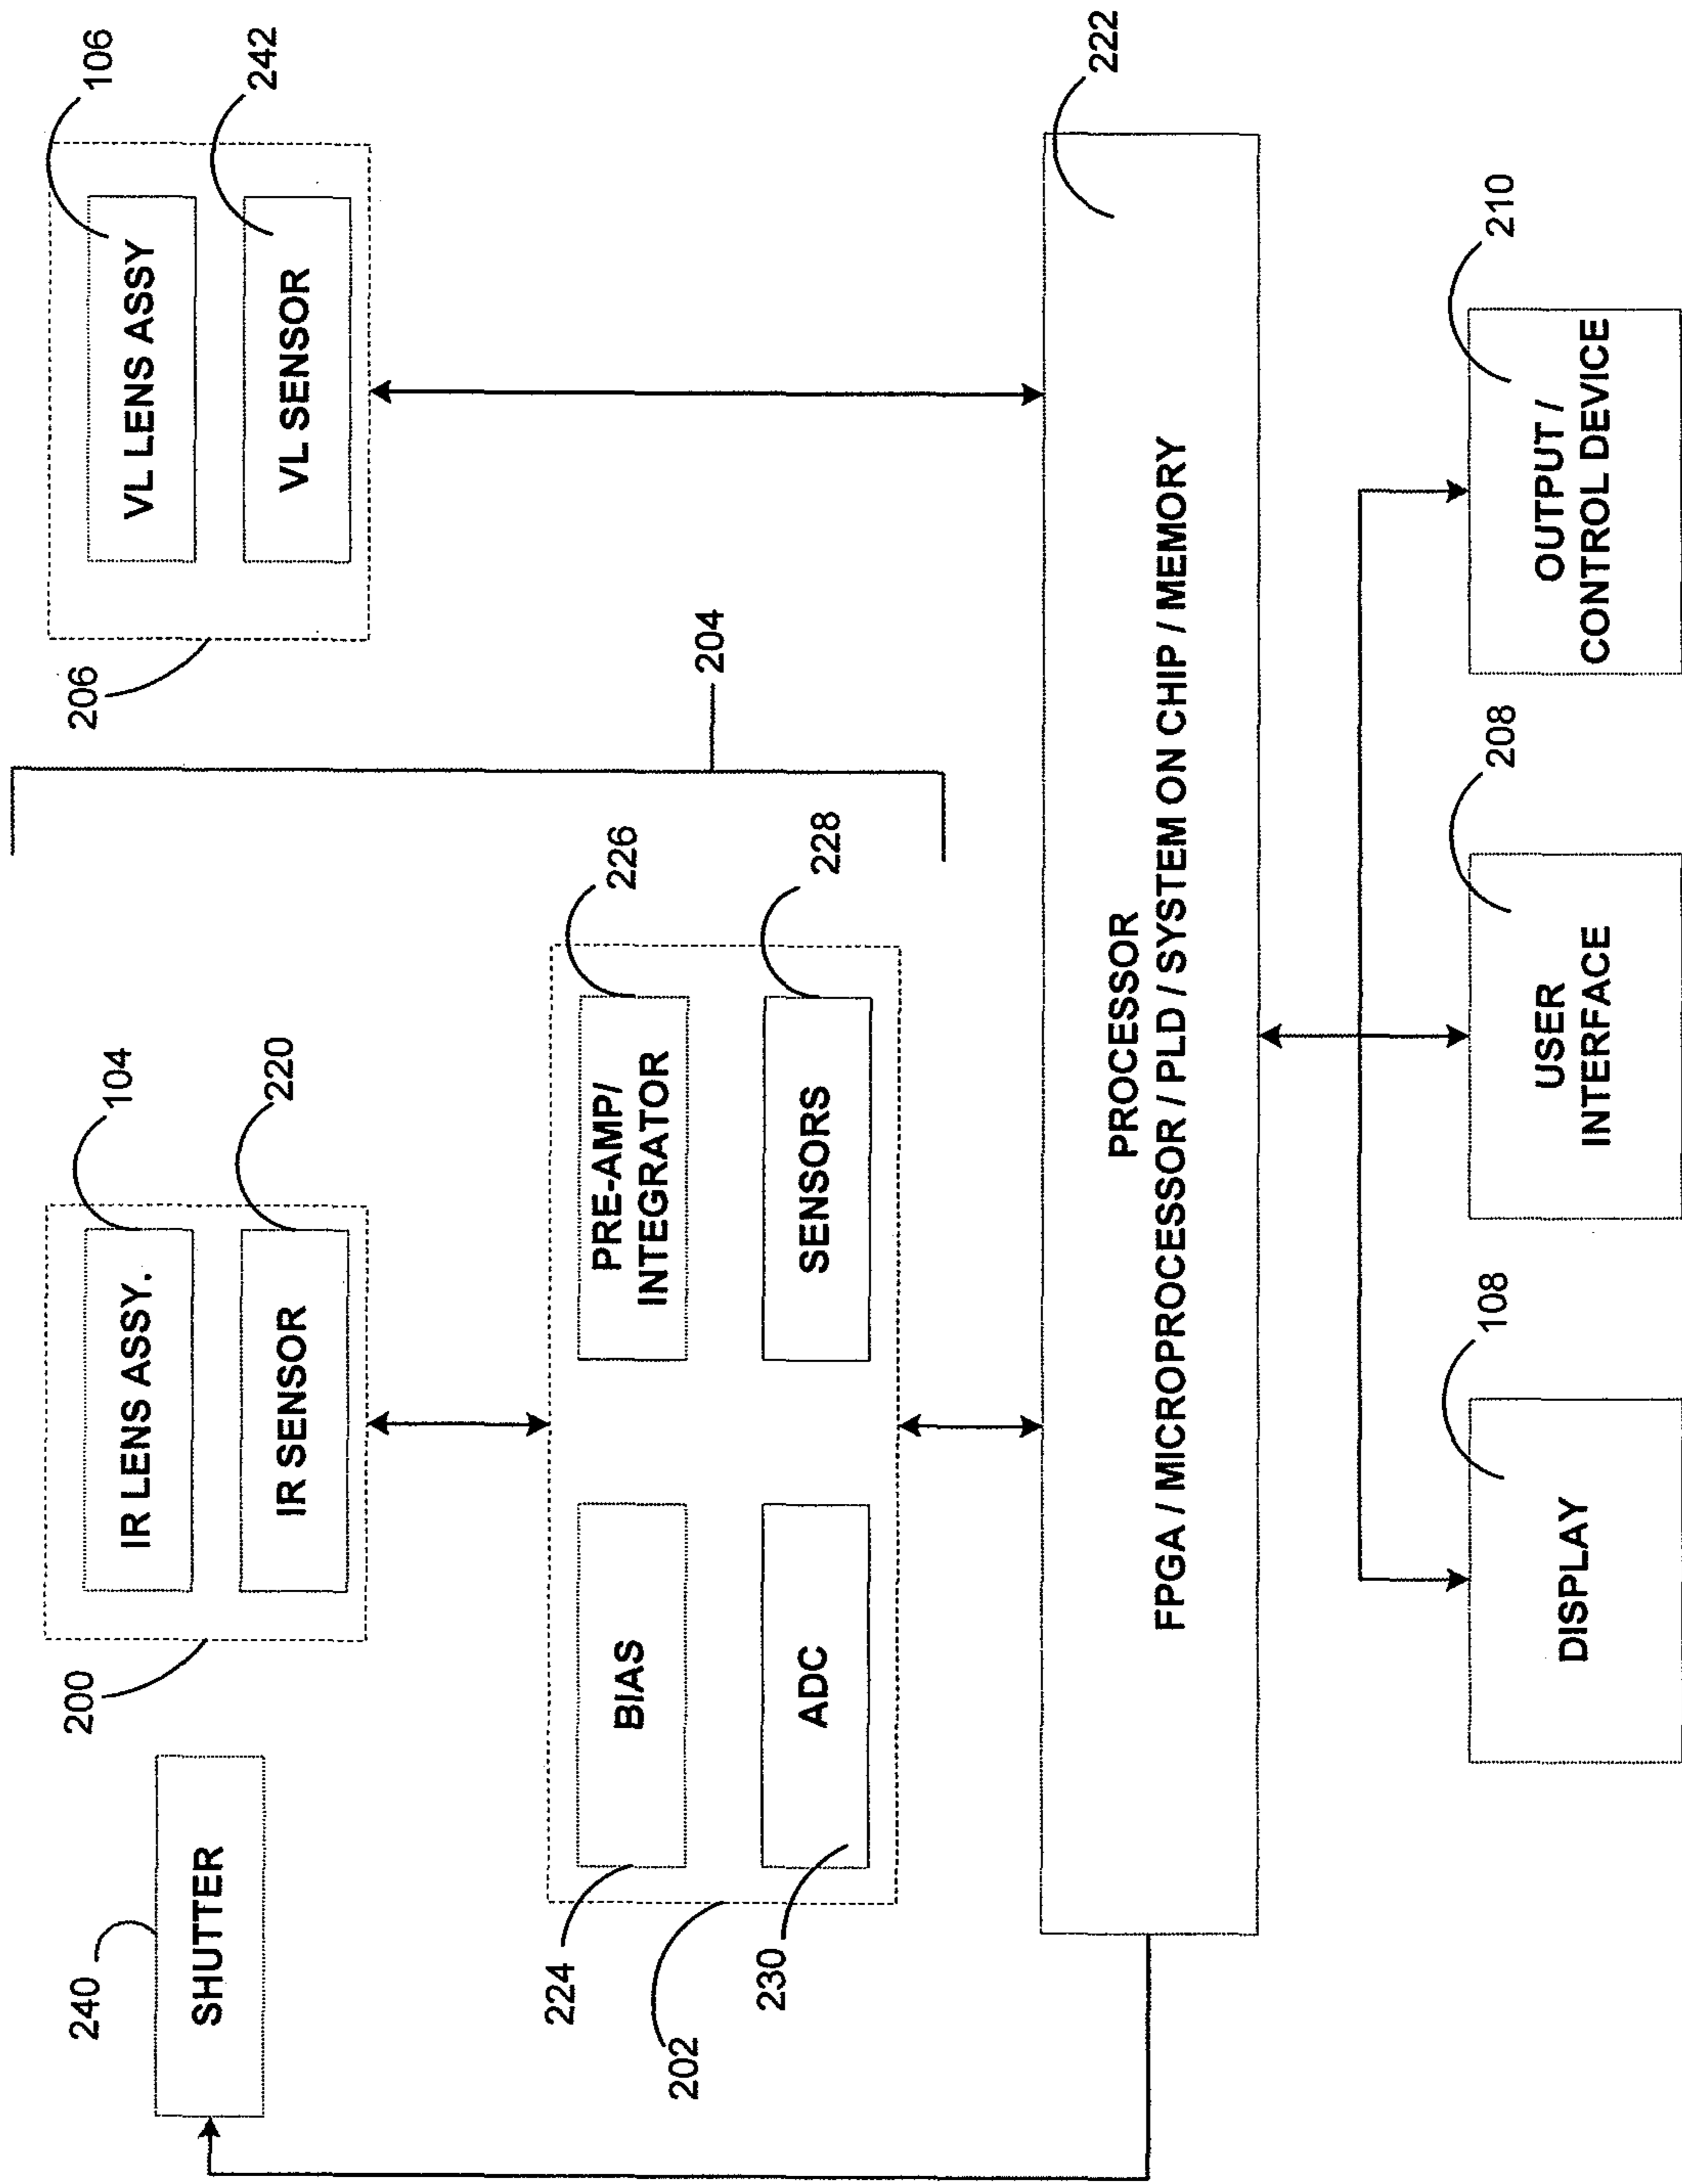 240
SHUTTER
200
IR LENS ASSY.
104
IR SENSOR
220
206
VL LENS ASSY
106
VL SENSOR
242
204
224
BIAS
PRE-AMP/
INTEGRATOR
226
230
ADC
SENSORS
228
202
222
PROCESSOR
FPGA / MICROPROCESSOR / PLD / SYSTEM ON CHIP / MEMORY
108
DISPLAY
208
USER
INTERFACE
210
OUTPUT /
CONTROL DEVICE